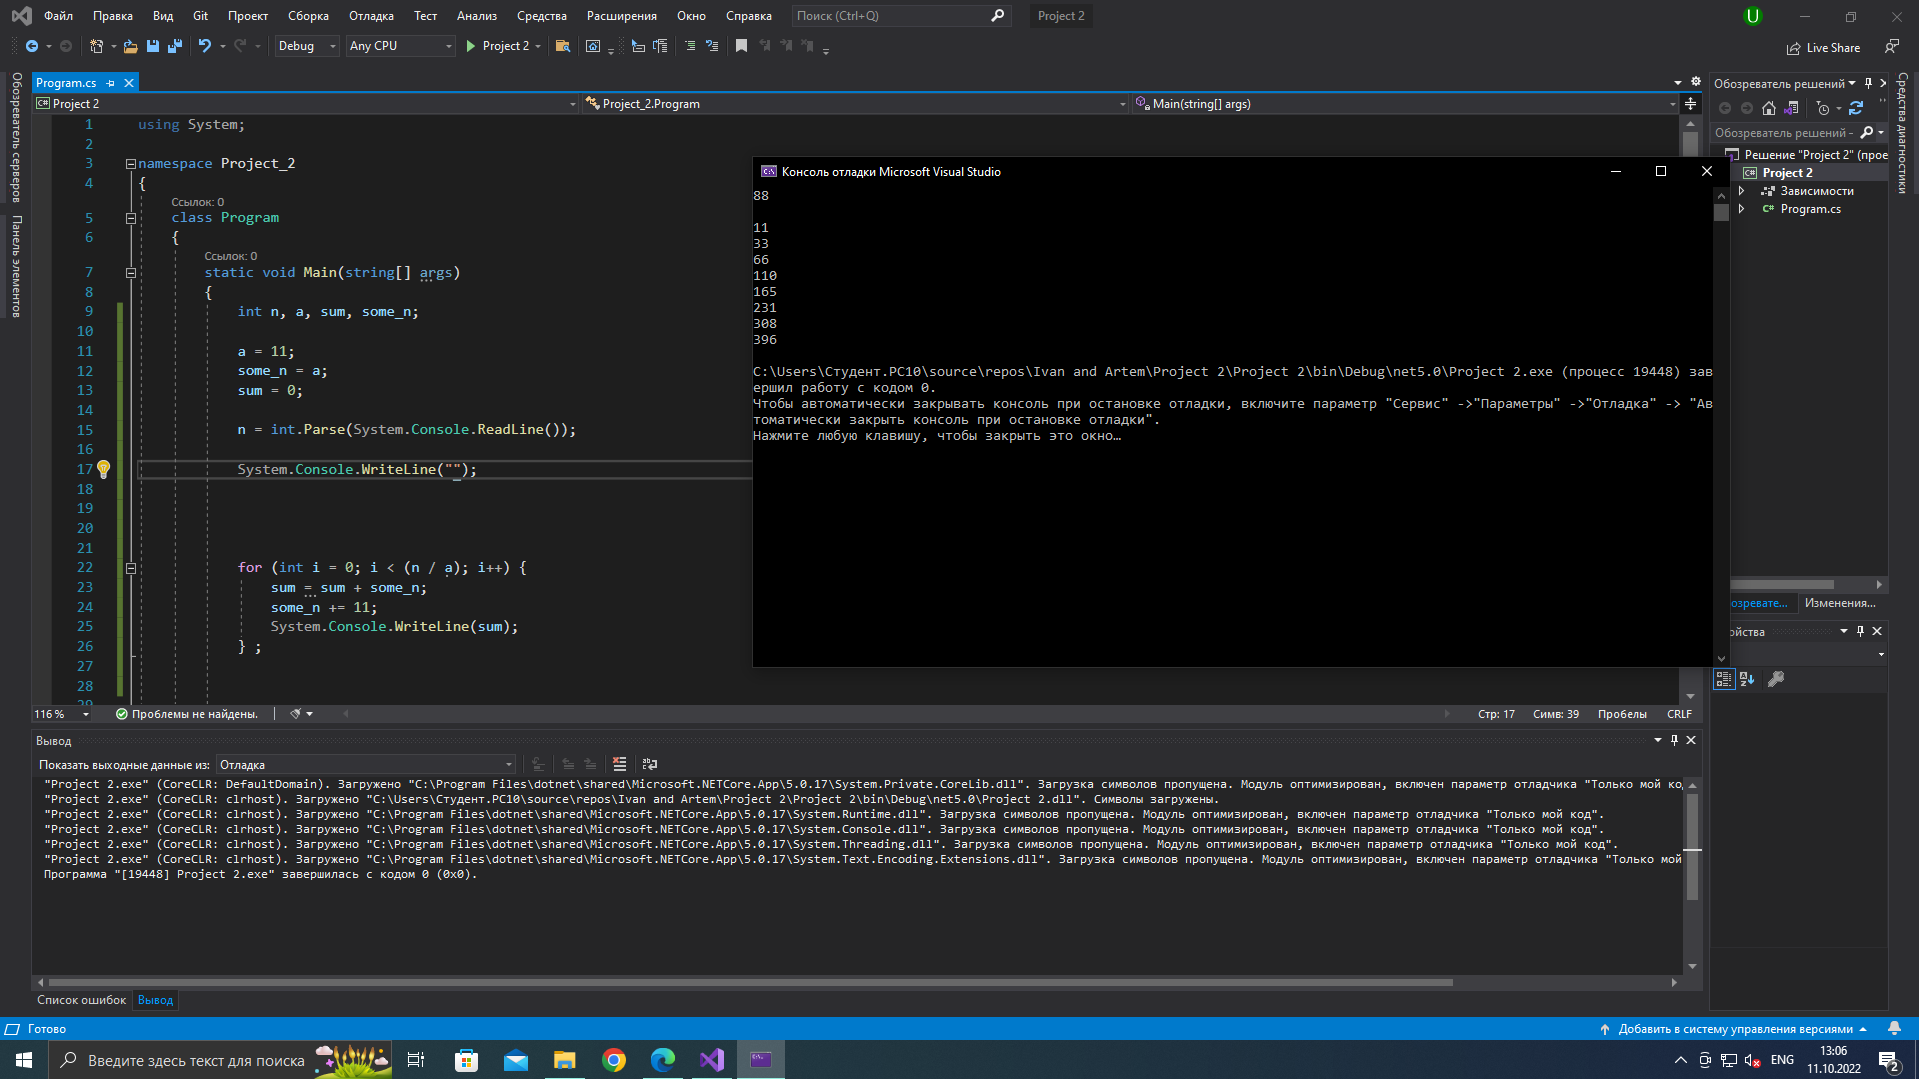 Файл Правка Вид Git Проект Сборка Отладка Тест Анализ Средства Расширения Окно Справка Поиск (Ctrl+Q) Project 2 U
Debug Any CPU Project 2 Live Share
Обозреватель серверов
Панель элементов
Program.cs
Project 2 Project_2.Program Main(string[] args)
1 using System;
2
3 namespace Project_2
4 {
Ссылок: 0
5 class Program
6 {
Ссылок: 0
7 static void Main(string[] args)
8 {
9 int n, a, sum, some_n;
10
11 a = 11;
12 some_n = a;
13 sum = 0;
14
15 n = int.Parse(System.Console.ReadLine());
16
17 System.Console.WriteLine("");
18
19
20
21
22 for (int i = 0; i < (n / a); i++) {
23 sum = sum + some_n;
24 some_n += 11;
25 System.Console.WriteLine(sum);
26 } ;
27
28
29
116 % Проблемы не найдены. Стр: 17 Симв: 39 Пробелы CRLF
Консоль отладки Microsoft Visual Studio
88
11
33
66
110
165
231
308
396
C:\Users\Студент.PC10\source\repos\Ivan and Artem\Project 2\Project 2\bin\Debug\net5.0\Project 2.exe (процесс 19448) зав
ершил работу с кодом 0.
Чтобы автоматически закрывать консоль при остановке отладки, включите параметр "Сервис" ->"Параметры" ->"Отладка" -> "Ав
томатически закрыть консоль при остановке отладки".
Нажмите любую клавишу, чтобы закрыть это окно…
Обозреватель решений
Обозреватель решений -
Решение "Project 2" (прое
Project 2
Зависимости
Program.cs
озревате... Изменения...
ойства
Средства диагностики
Вывод
Показать выходные данные из: Отладка
"Project 2.exe" (CoreCLR: DefaultDomain). Загружено "C:\Program Files\dotnet\shared\Microsoft.NETCore.App\5.0.17\System.Private.CoreLib.dll". Загрузка символов пропущена. Модуль оптимизирован, включен параметр отладчика "Только мой код
"Project 2.exe" (CoreCLR: clrhost). Загружено "C:\Users\Студент.PC10\source\repos\Ivan and Artem\Project 2\Project 2\bin\Debug\net5.0\Project 2.dll". Символы загружены.
"Project 2.exe" (CoreCLR: clrhost). Загружено "C:\Program Files\dotnet\shared\Microsoft.NETCore.App\5.0.17\System.Runtime.dll". Загрузка символов пропущена. Модуль оптимизирован, включен параметр отладчика "Только мой код".
"Project 2.exe" (CoreCLR: clrhost). Загружено "C:\Program Files\dotnet\shared\Microsoft.NETCore.App\5.0.17\System.Console.dll". Загрузка символов пропущена. Модуль оптимизирован, включен параметр отладчика "Только мой код".
"Project 2.exe" (CoreCLR: clrhost). Загружено "C:\Program Files\dotnet\shared\Microsoft.NETCore.App\5.0.17\System.Threading.dll". Загрузка символов пропущена. Модуль оптимизирован, включен параметр отладчика "Только мой код".
"Project 2.exe" (CoreCLR: clrhost). Загружено "C:\Program Files\dotnet\shared\Microsoft.NETCore.App\5.0.17\System.Text.Encoding.Extensions.dll". Загрузка символов пропущена. Модуль оптимизирован, включен параметр отладчика "Только мой
Программа "[19448] Project 2.exe" завершилась с кодом 0 (0x0).
Список ошибок Вывод
Готово Добавить в систему управления версиями
Введите здесь текст для поиска ENG 13:06
11.10.2022 2